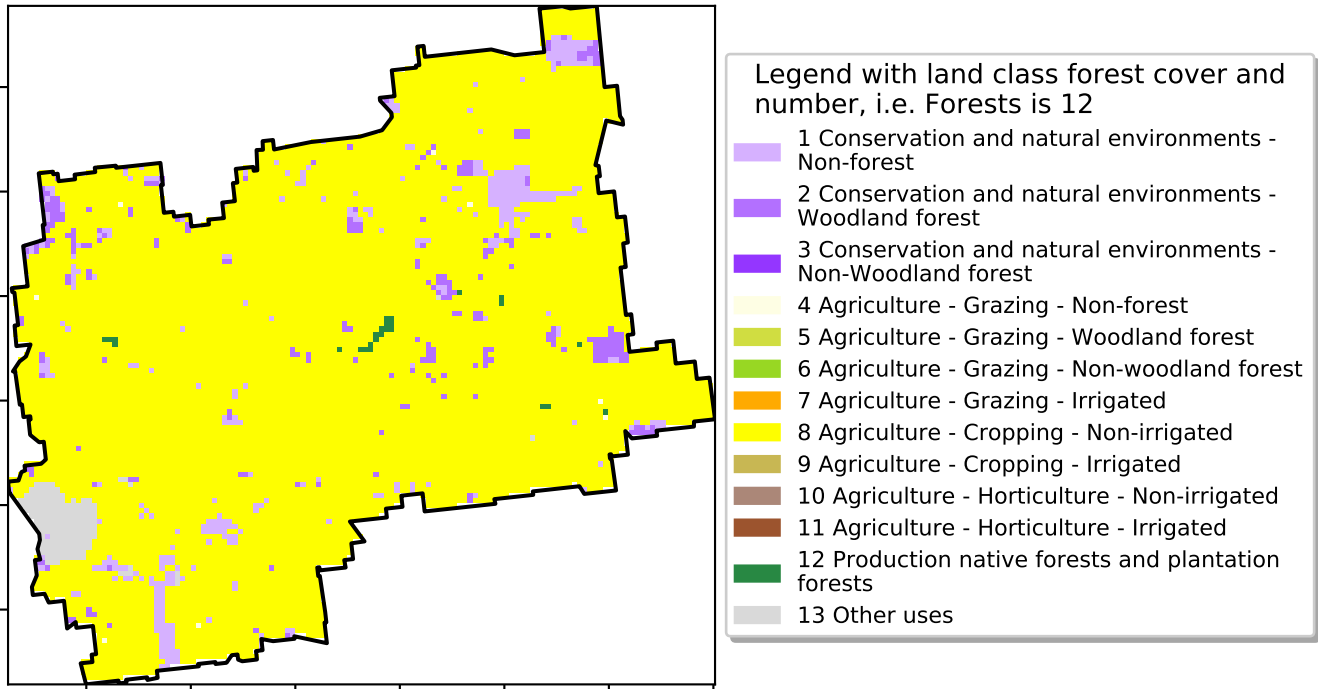 Legend with land class forest cover and
number, i.e. Forests is 12
1 Conservation and natural environments -
Non-forest
2 Conservation and natural environments -
Woodland forest
3 Conservation and natural environments -
Non-Woodland forest
4 Agriculture - Grazing - Non-forest
5 Agriculture - Grazing - Woodland forest
6 Agriculture - Grazing - Non-woodland forest
7 Agriculture - Grazing - Irrigated
8 Agriculture - Cropping - Non-irrigated
9 Agriculture - Cropping - Irrigated
10 Agriculture - Horticulture - Non-irrigated
11 Agriculture - Horticulture - Irrigated
12 Production native forests and plantation
forests
13 Other uses